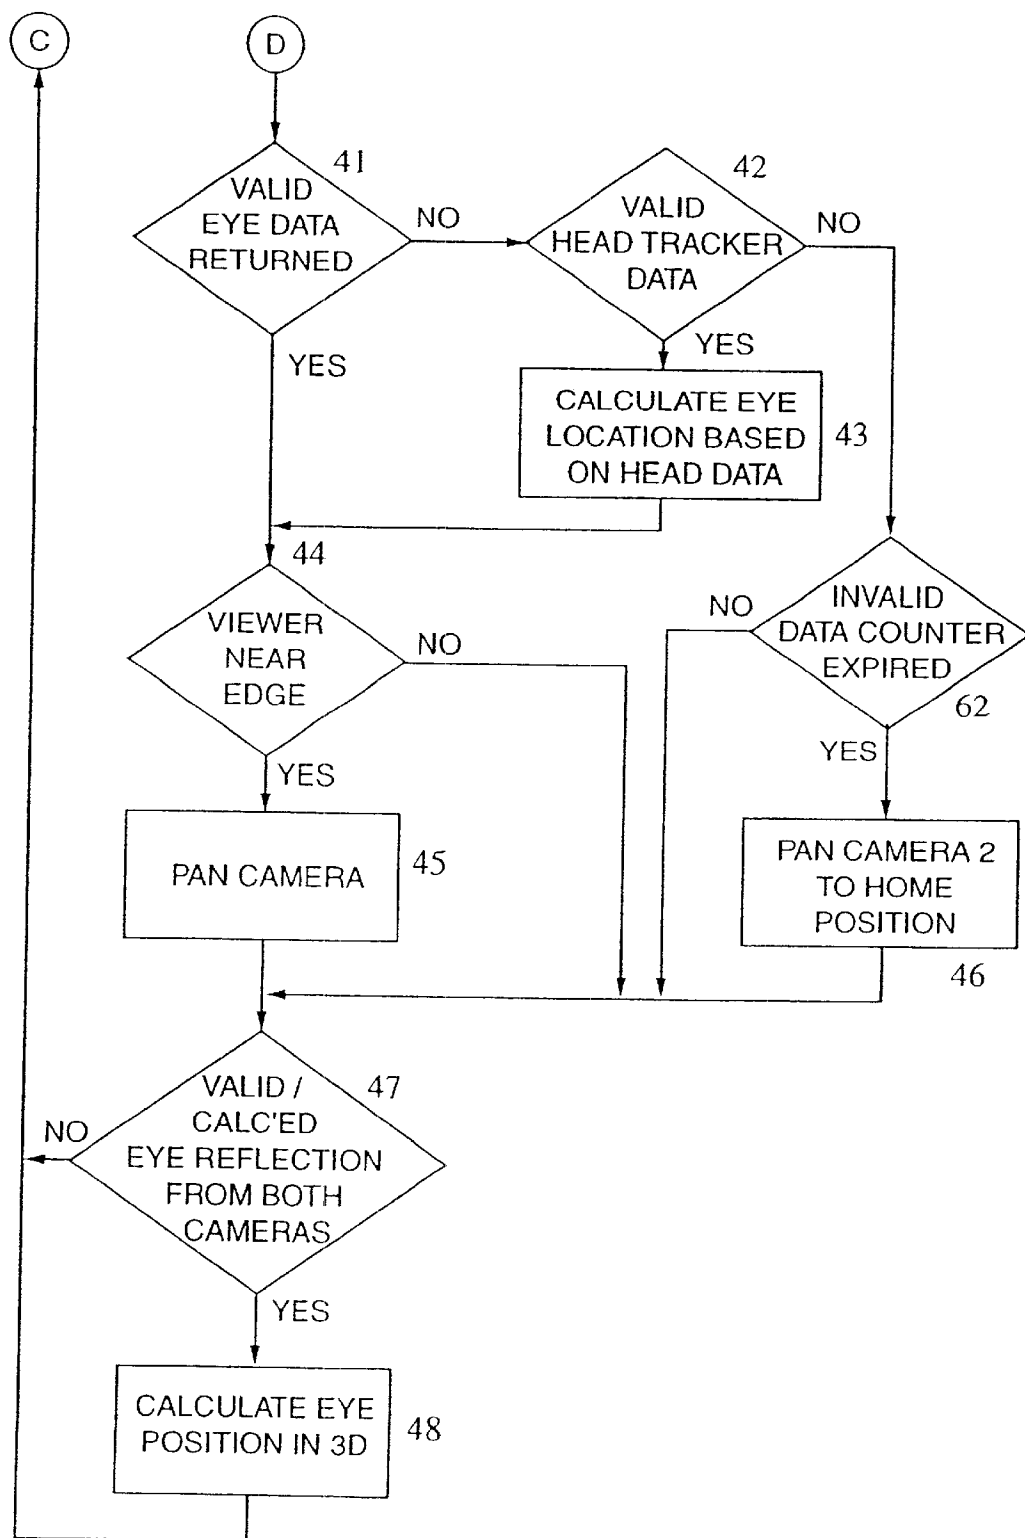 C
D
41
VALID
EYE DATA
RETURNED
NO
YES
42
VALID
HEAD TRACKER
DATA
NO
YES
CALCULATE EYE
LOCATION BASED
ON HEAD DATA
43
44
VIEWER
NEAR
EDGE
NO
YES
INVALID
DATA COUNTER
EXPIRED
NO
62
YES
PAN CAMERA
45
PAN CAMERA 2
TO HOME
POSITION
46
47
VALID /
CALC'ED
EYE REFLECTION
FROM BOTH
CAMERAS
NO
YES
CALCULATE EYE
POSITION IN 3D
48